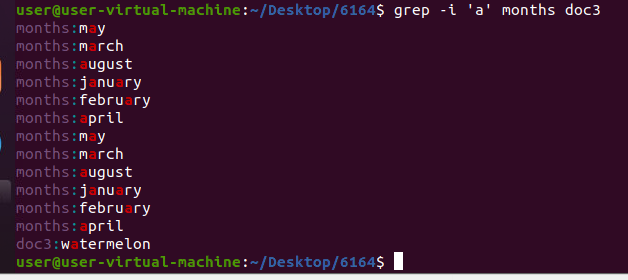 user@user-virtual-machine:~/Desktop/6164$ grep -i 'a' months doc3
months:may
months:march
months:august
months:january
months:february
months:april
months:may
months:march
months:august
months:january
months:february
months:april
doc3:watermelon
user@user-virtual-machine:~/Desktop/6164$